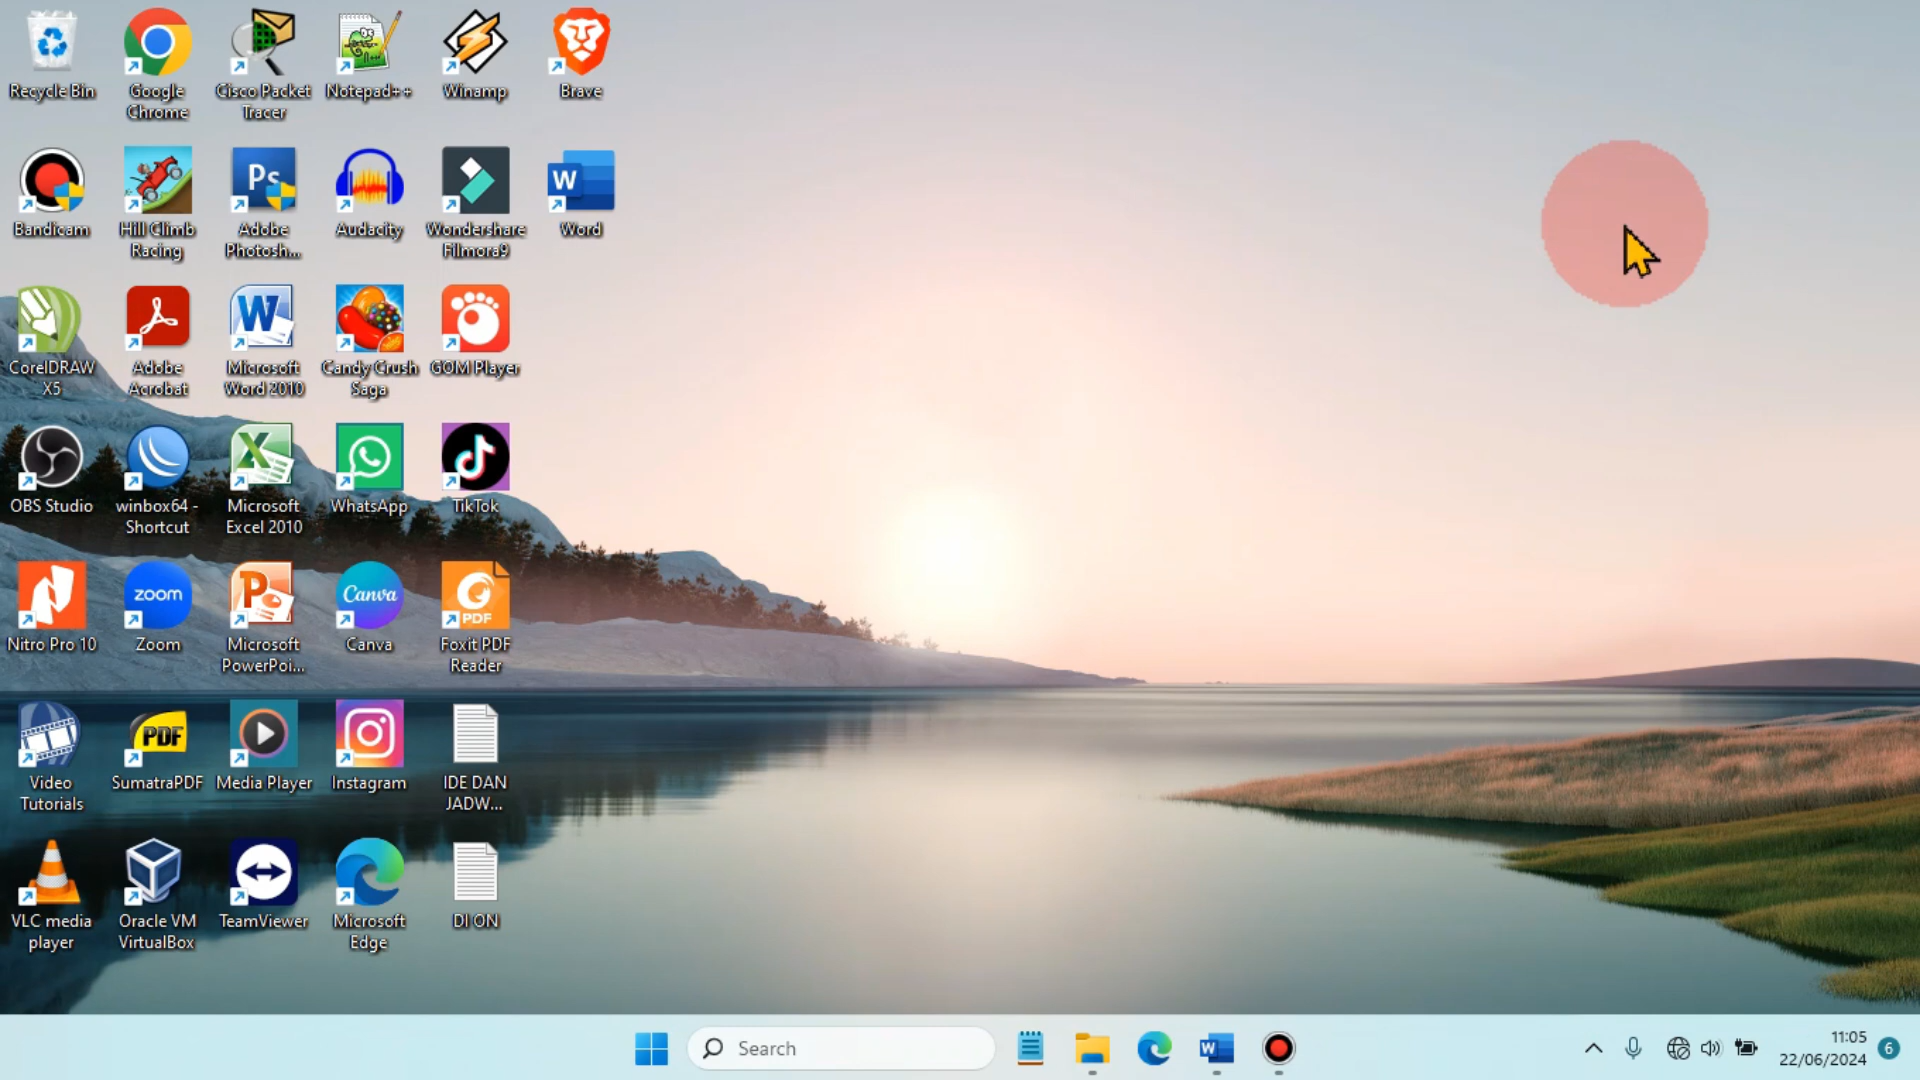 Recycle Bin
Google
Chrome
Cisco Packet
Tracer
Notepad++
Winamp
Brave
Bandicam
Hill Climb
Racing
Ps
Adobe
Photosh...
Audacity
Wondershare
Filmora9
W
Word
CorelDRAW
X5
Adobe
Acrobat
W
Microsoft
Word 2010
Candy Crush
Saga
GOM Player
OBS Studio
winbox64 -
Shortcut
X
Microsoft
Excel 2010
WhatsApp
TikTok
Nitro Pro 10
zoom
Zoom
P
Microsoft
PowerPoi...
Canva
Canva
PDF
Foxit PDF
Reader
Video
Tutorials
PDF
SumatraPDF
Media Player
Instagram
IDE DAN
JADW...
VLC media
player
Oracle VM
VirtualBox
TeamViewer
Microsoft
Edge
DI ON
Search
W
11:05
22/06/2024
6